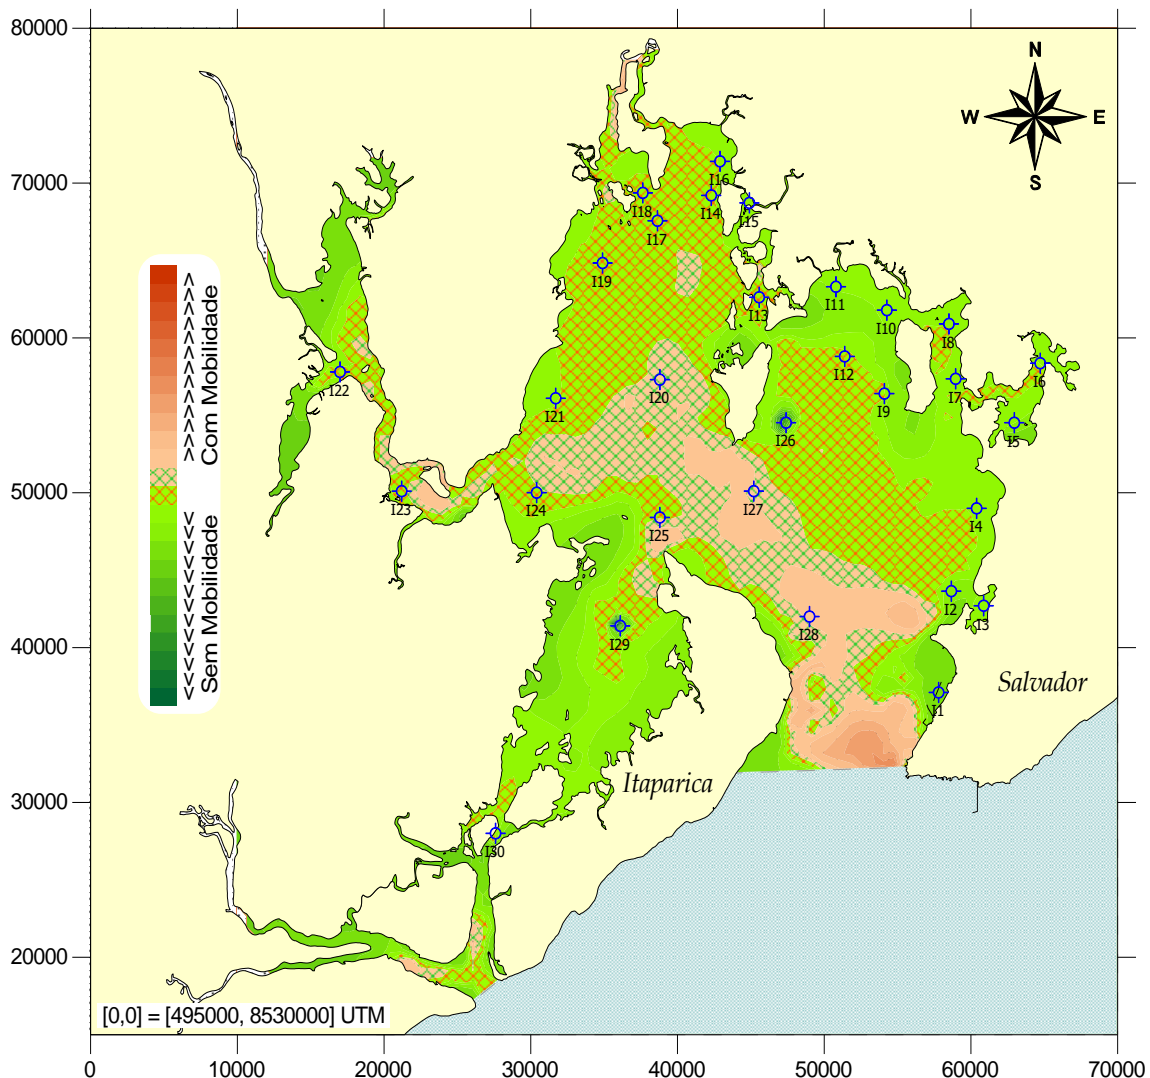 80000
70000
60000
50000
40000
30000
20000
N
W
E
S
I16
I18
I14
I15
I17
I19
I13
I11
I10
I8
I12
I22
I20
I7
I6
I21
I9
I26
I5
I23
I24
I27
I4
I25
I2
I3
I28
I29
I1
I30
Com Mobilidade
>>>>>>>>>>
Sem Mobilidade
<<<<<<<<<<
Salvador
Itaparica
[0,0] = [495000, 8530000] UTM
0
10000
20000
30000
40000
50000
60000
70000